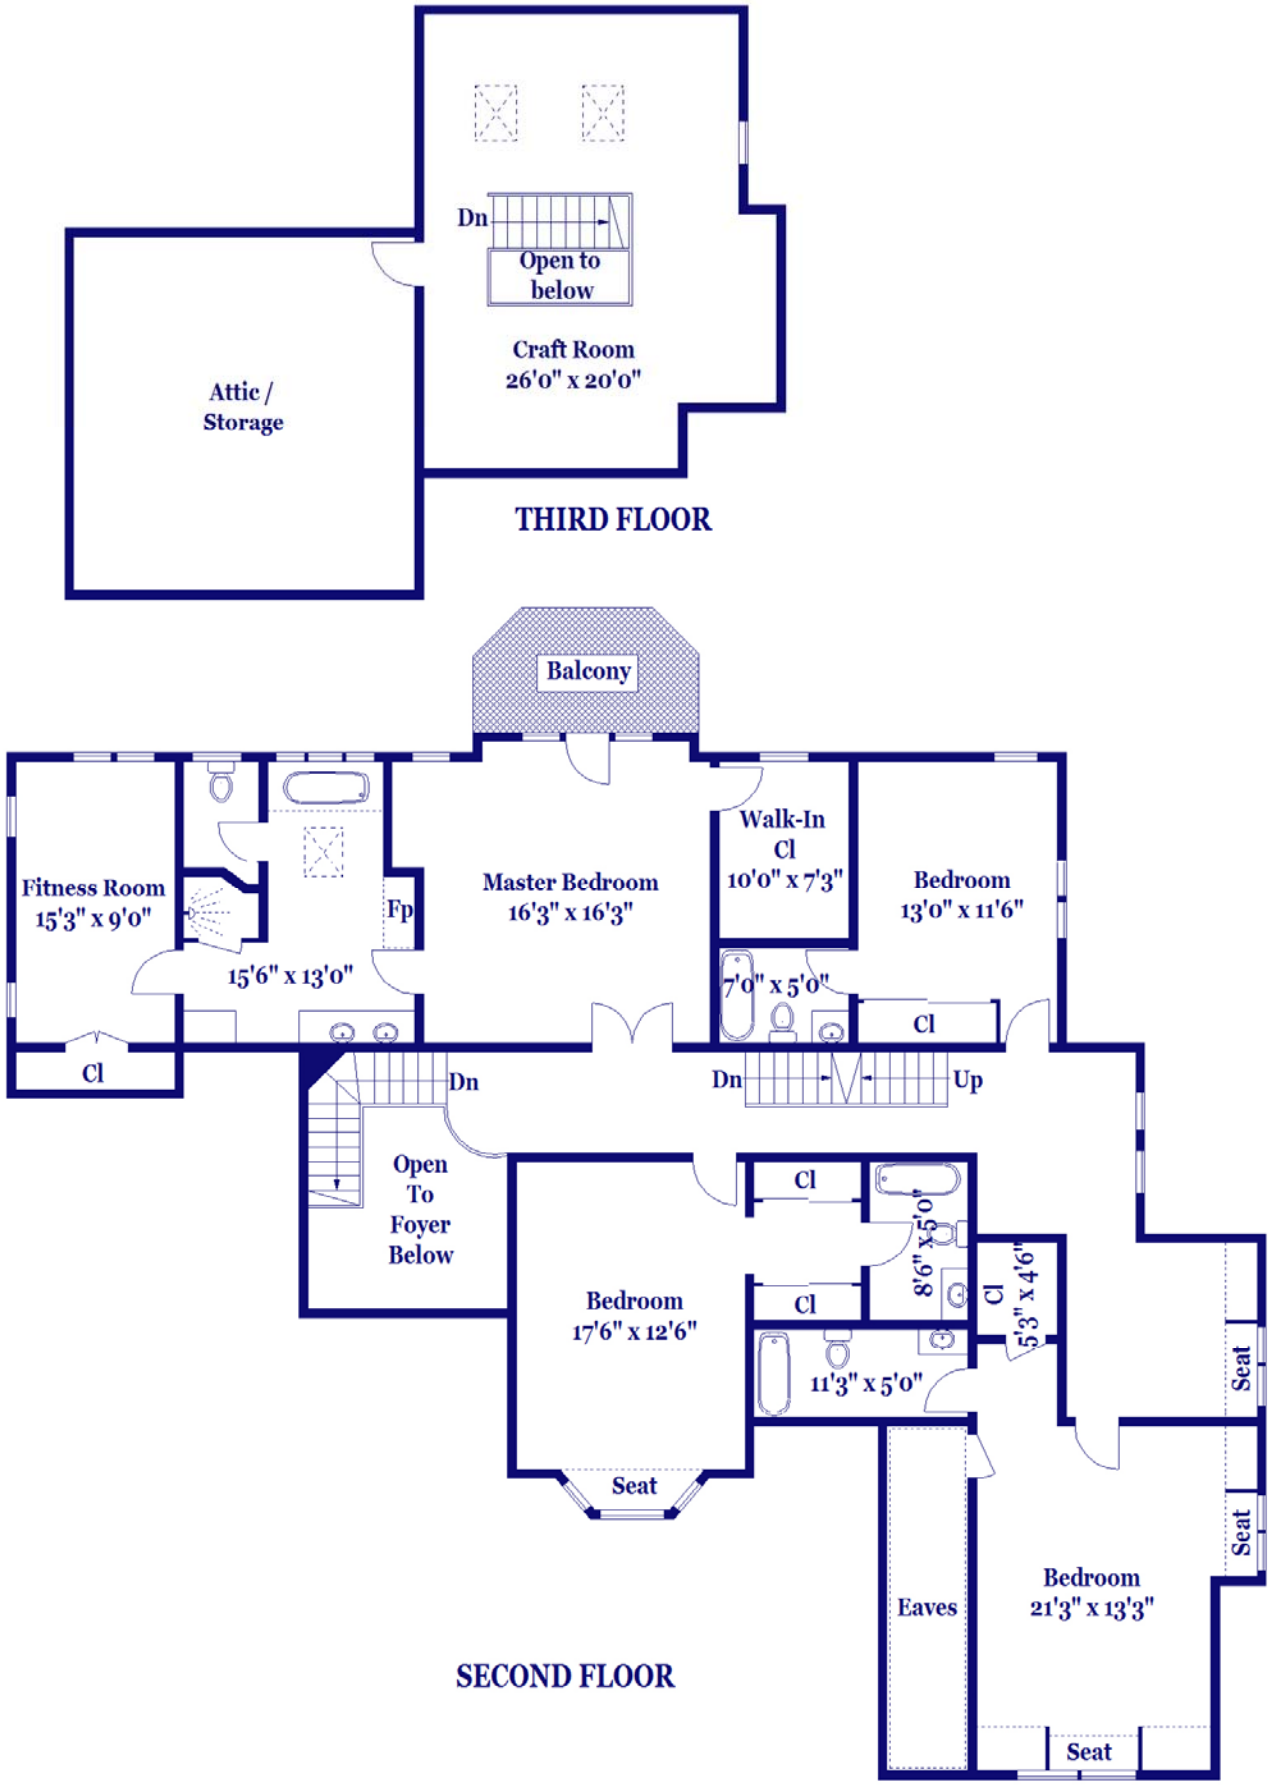 Dn
Open to
below
Craft Room
26'0" x 20'0"
Attic /
Storage
THIRD FLOOR
Balcony
Fitness Room
15'3" x 9'0"
Cl
15'6" x 13'0"
Fp
Master Bedroom
16'3" x 16'3"
Walk-In
Cl
10'0" x 7'3"
7'0" x 5'0"
Bedroom
13'0" x 11'6"
Cl
Dn
Dn
Up
Open
To
Foyer
Below
Bedroom
17'6" x 12'6"
Seat
Cl
Cl
8'6" x 5'0"
11'3" x 5'0"
Cl
5'3" x 4'6"
Seat
Seat
Bedroom
21'3" x 13'3"
Eaves
Seat
SECOND FLOOR